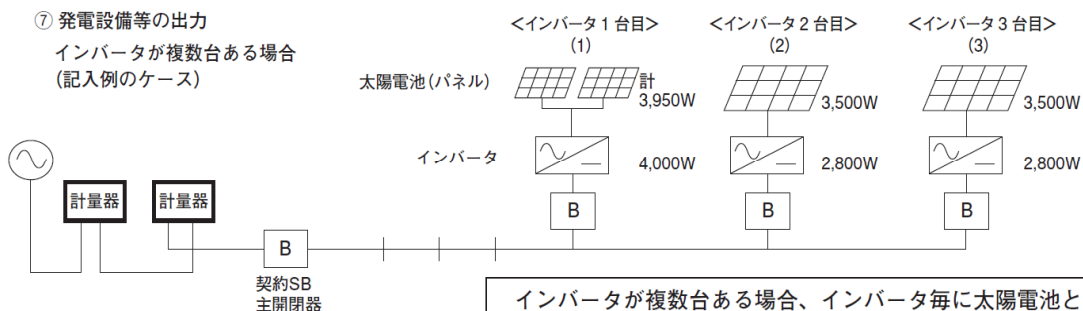 ⑦ 発電設備等の出力
インバータが複数台ある場合
(記入例のケース)
<インバータ1台目>
(1)
<インバータ2台目>
(2)
<インバータ3台目>
(3)
太陽電池(パネル)
計
3,950W
3,500W
3,500W
インバータ
4,000W
2,800W
2,800W
計量器
計量器
B
B
B
B
契約SB
主開閉器
インバータが複数台ある場合、インバータ毎に太陽電池と